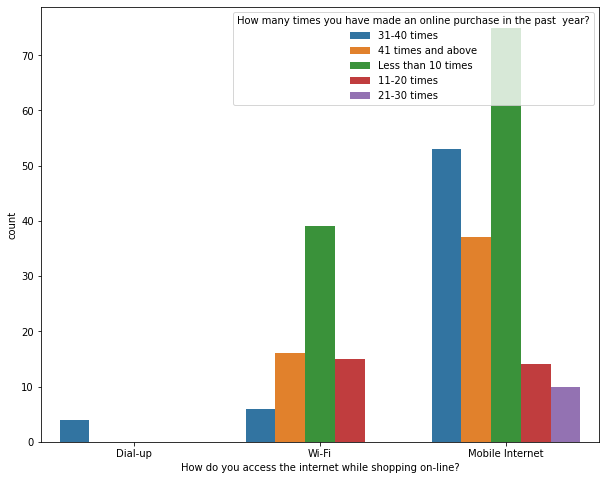 How many times you have made an online purchase in the past  year?
31-40 times
41 times and above
Less than 10 times
11-20 times
21-30 times
70
60
50
40
30
20
10
0
count
Dial-up Wi-Fi Mobile Internet
How do you access the internet while shopping on-line?